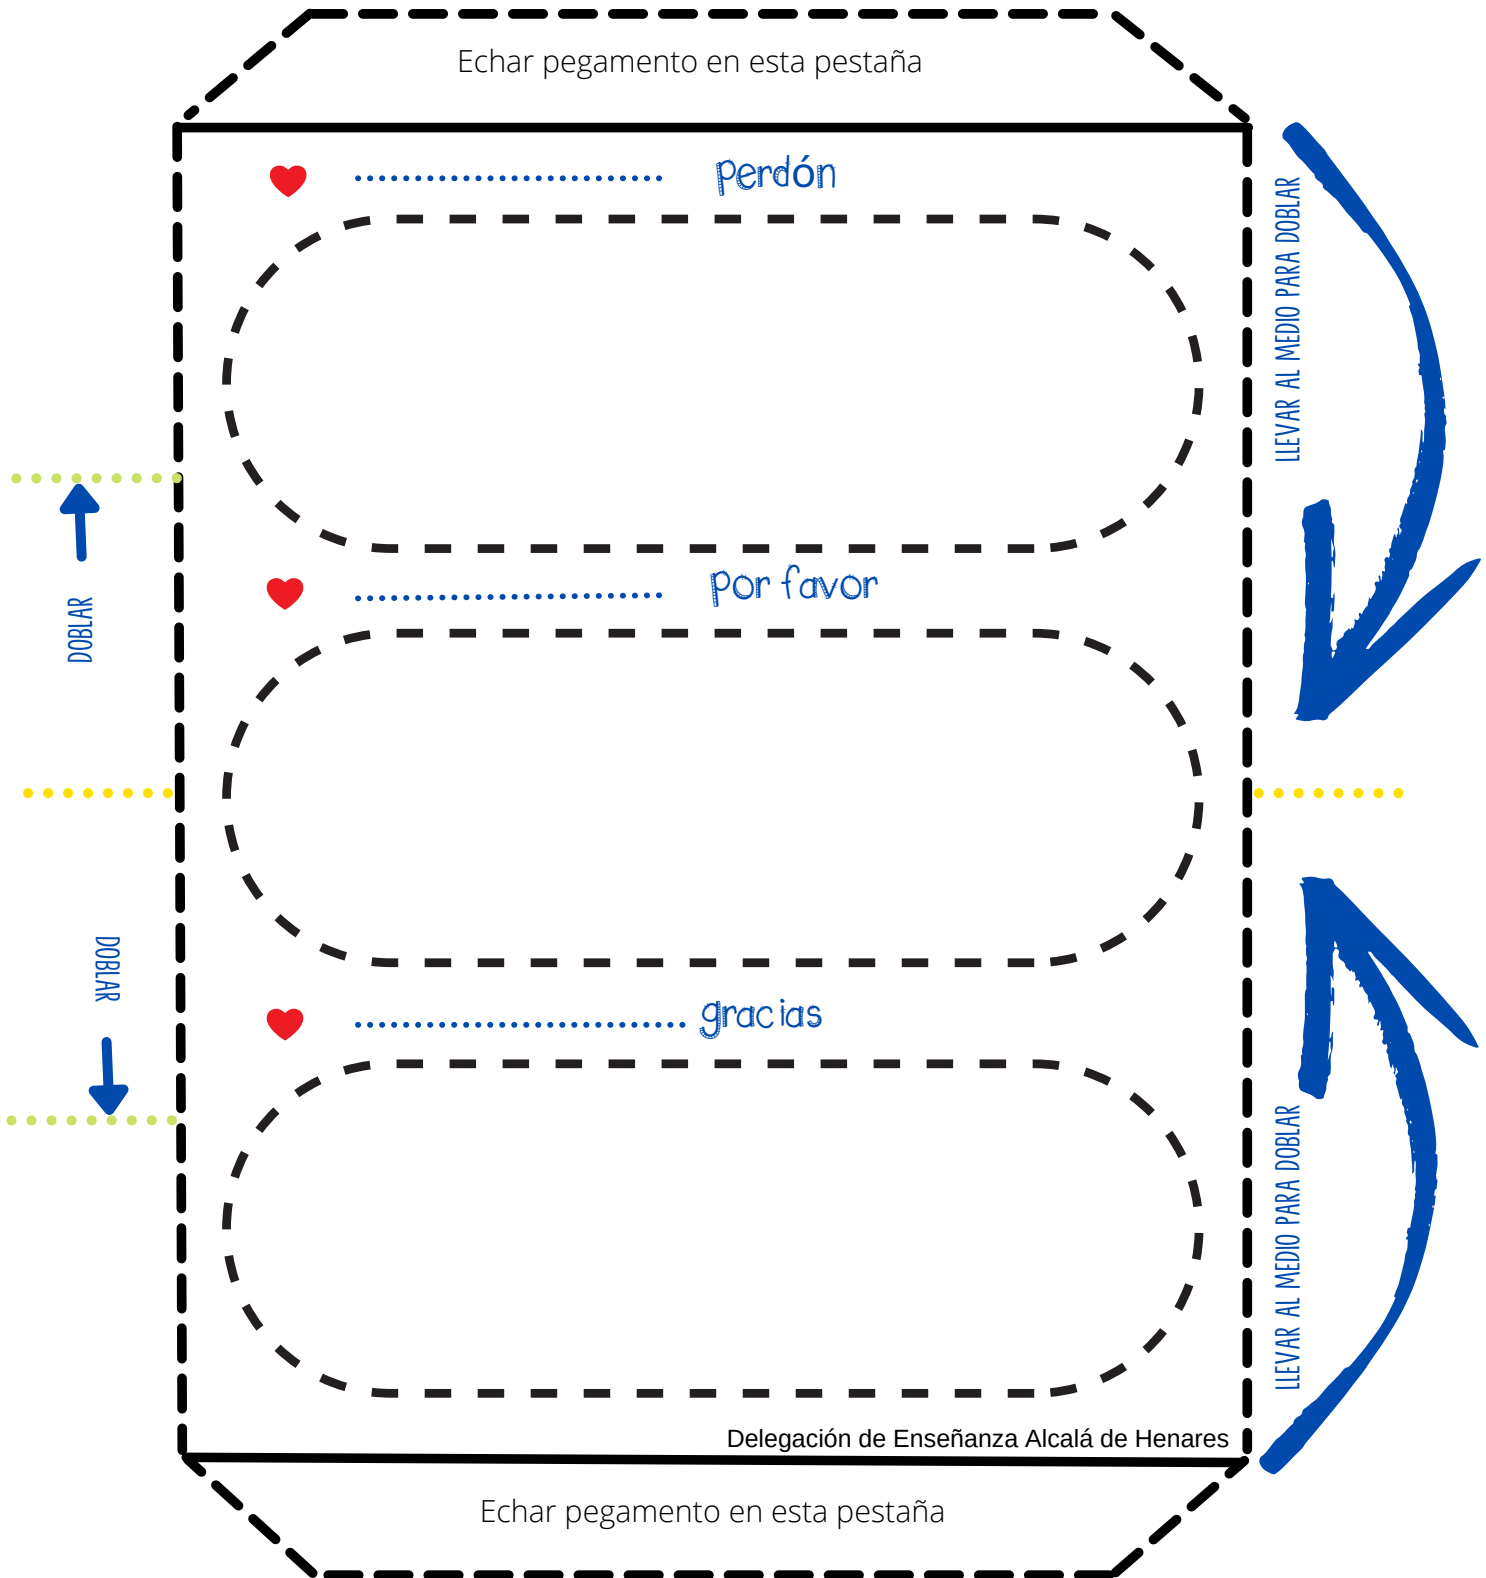 Echar pegamento en esta pestaña
perdón
LLEVAR AL MEDIO PARA DOBLAR
por favor
DOBLAR
DOBLAR
gracias
LLEVAR AL MEDIO PARA DOBLAR
Delegación de Enseñanza Alcalá de Henares
Echar pegamento en esta pestaña